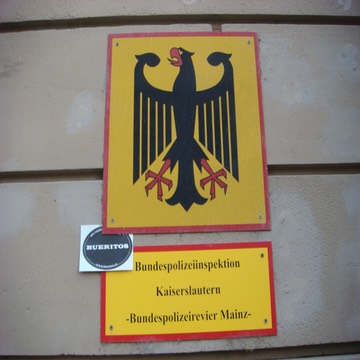 BUERITOS
Bundespolizeiinspektion
Kaiserslautern
-Bundespolizeirevier Mainz-